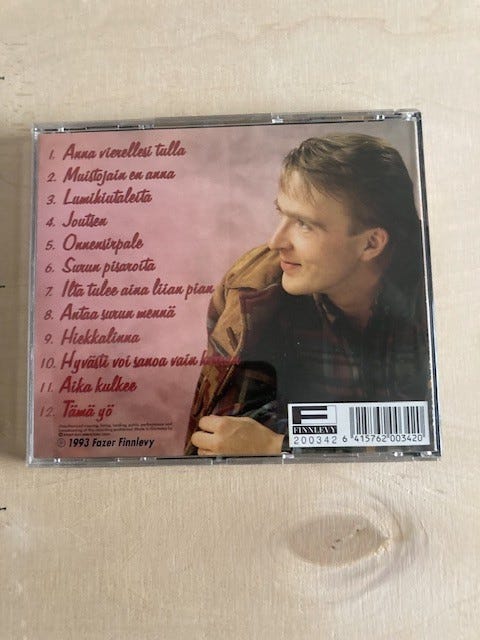 1. Anna vierellesi tulla
2. Muistojain en anna
3. Lumihiutaleita
4. Joutsen
5. Onnensirpale
6. Surun pisaroita
7. Ilta tulee aina liian pian
8. Antaa surun mennä
9. Hiekkalinna
10. Hyvästi voi sanoa vain
11. Aika kulkee
12. Tämä yö
℗ 1993 Fazer Finnlevy
F
FINNLEVY
200342
6 415762 003420